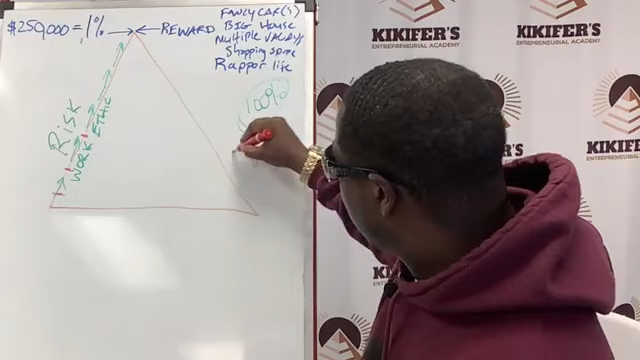 $250,000 = 1% → ← REWARD
FANCY CAR(S)
BIG House
Multiple VACAYS
Shopping spree
Rapper life
Risk
WORK ETHIC
100%
KIKIFER'S
ENTREPRENEURIAL ACADEMY
KIKIFER'S
ENTREPRENEURIAL ACADEMY
KIKIFER'S
ENTREPRENEURIAL ACADEMY